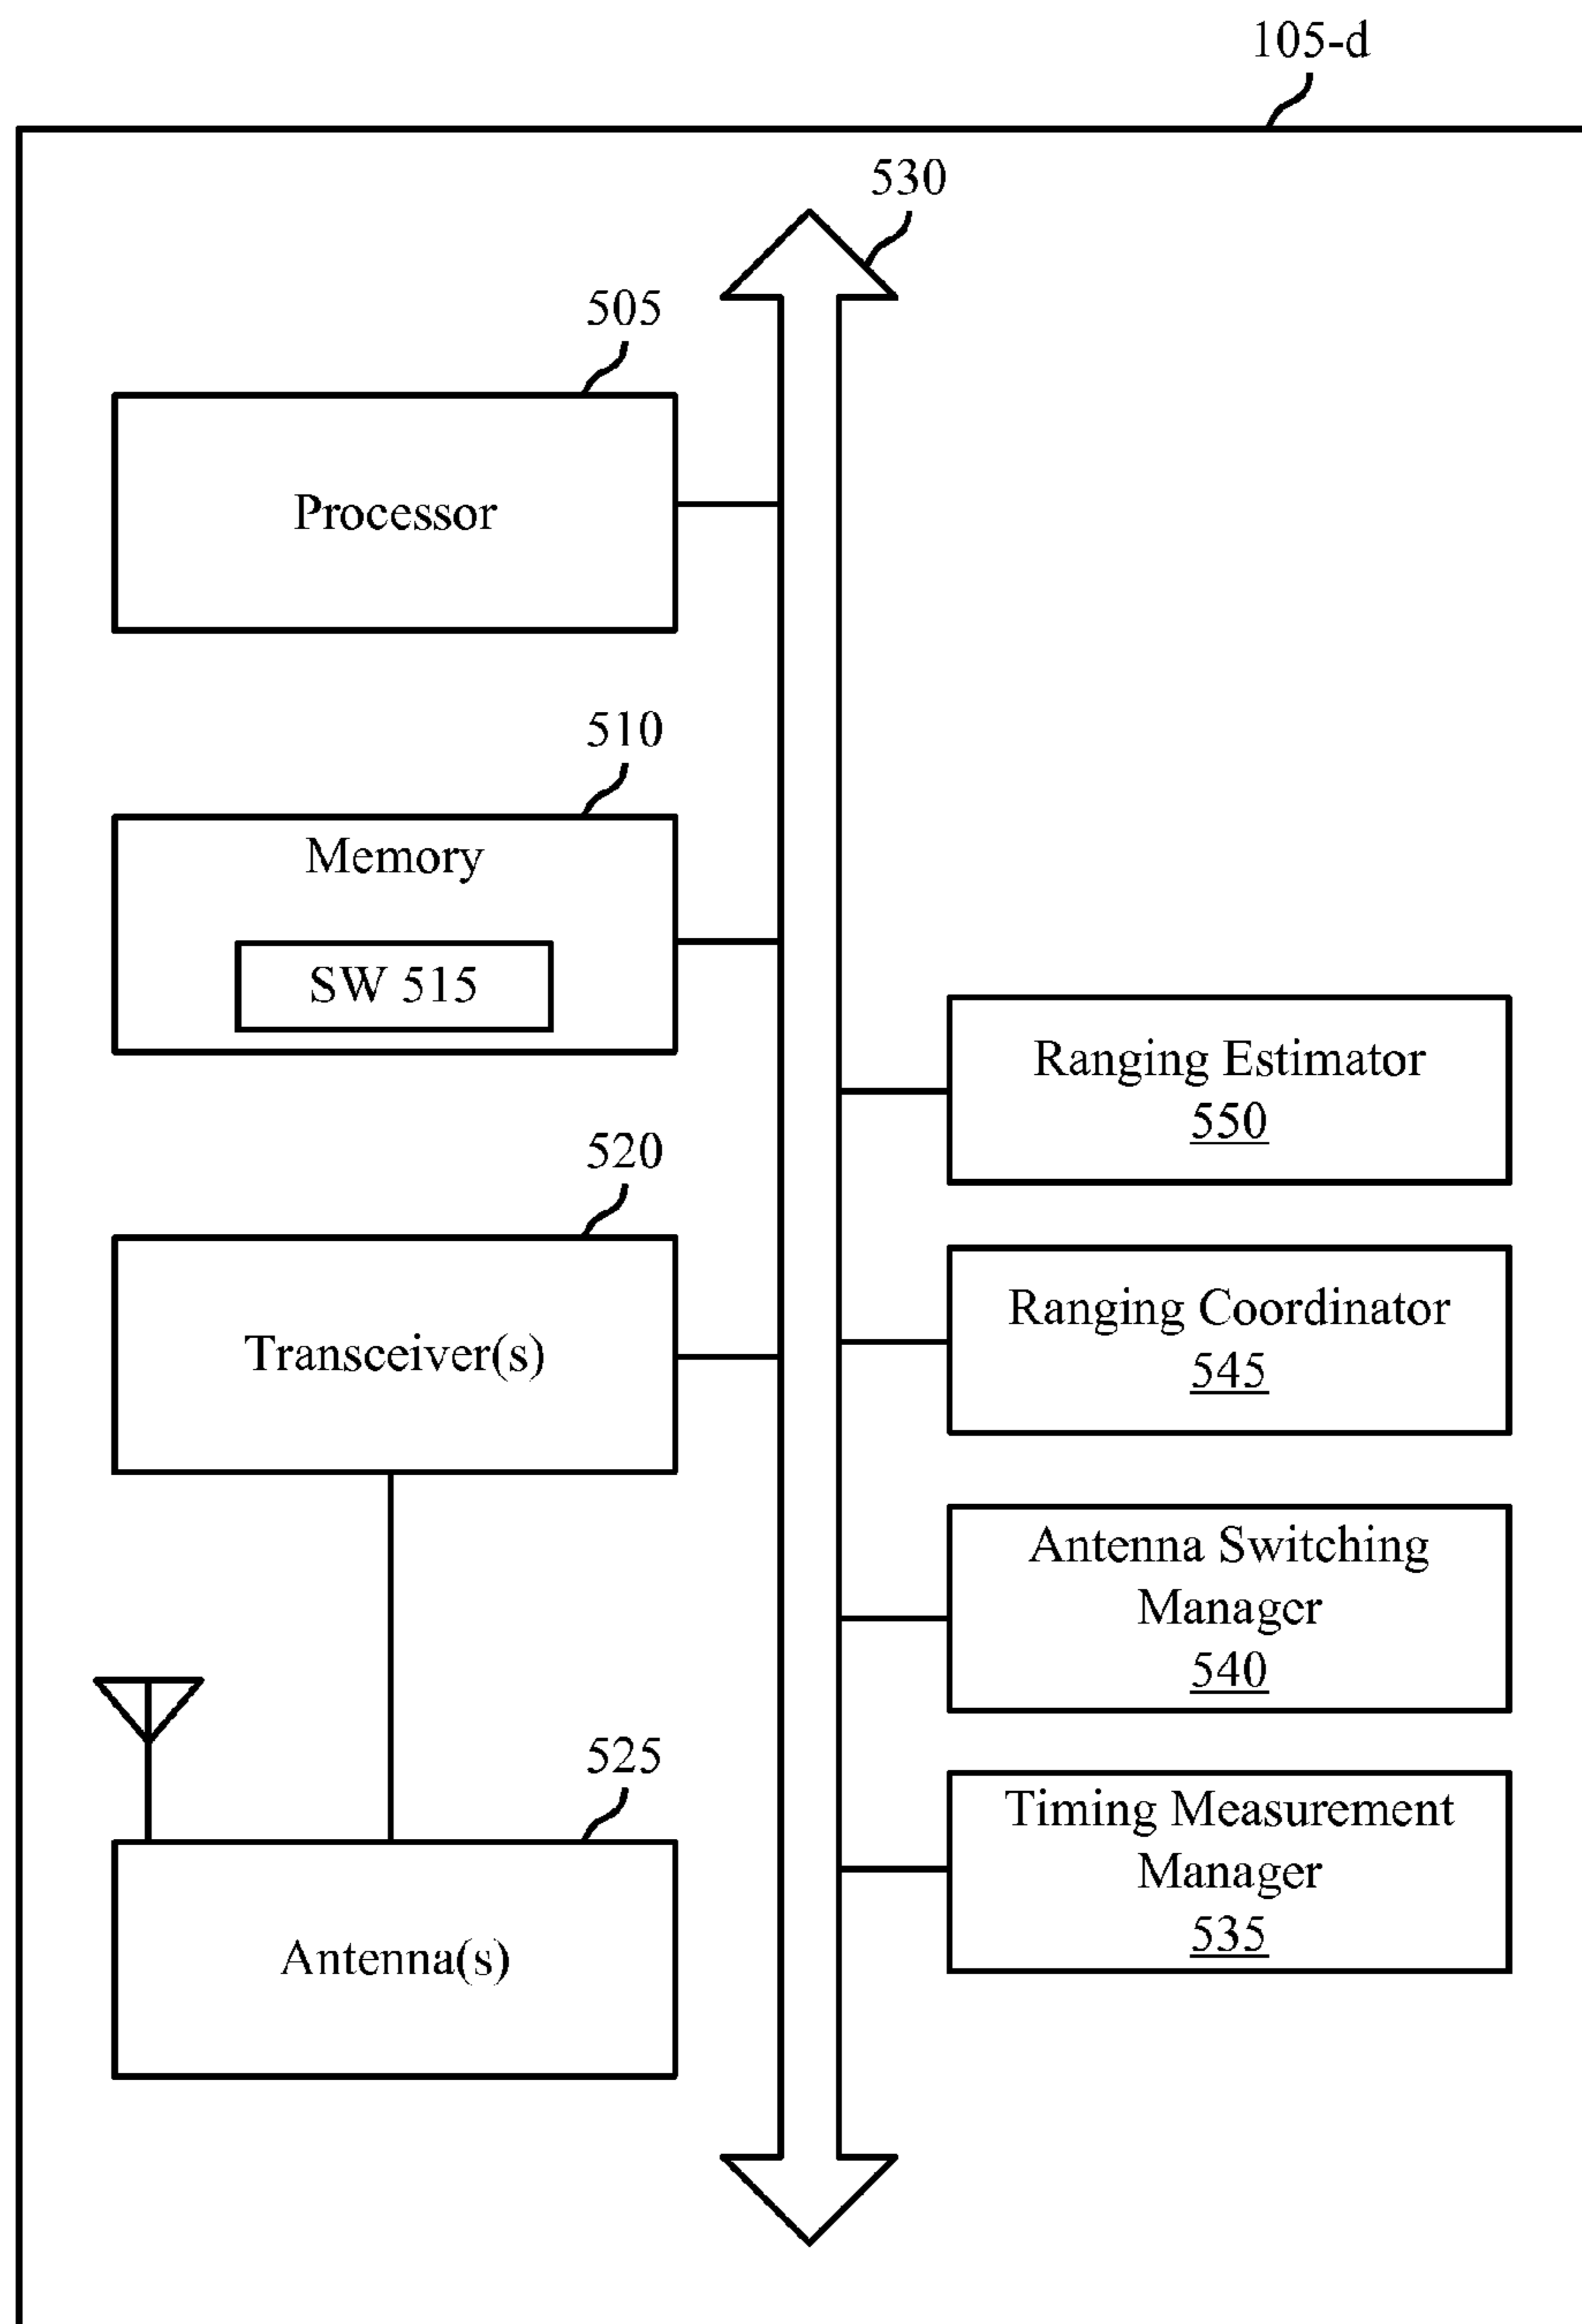 105-d
530
505
Processor
510
Memory
SW 515
520
Transceiver(s)
525
Antenna(s)
Ranging Estimator
550
Ranging Coordinator
545
Antenna Switching
Manager
540
Timing Measurement
Manager
535